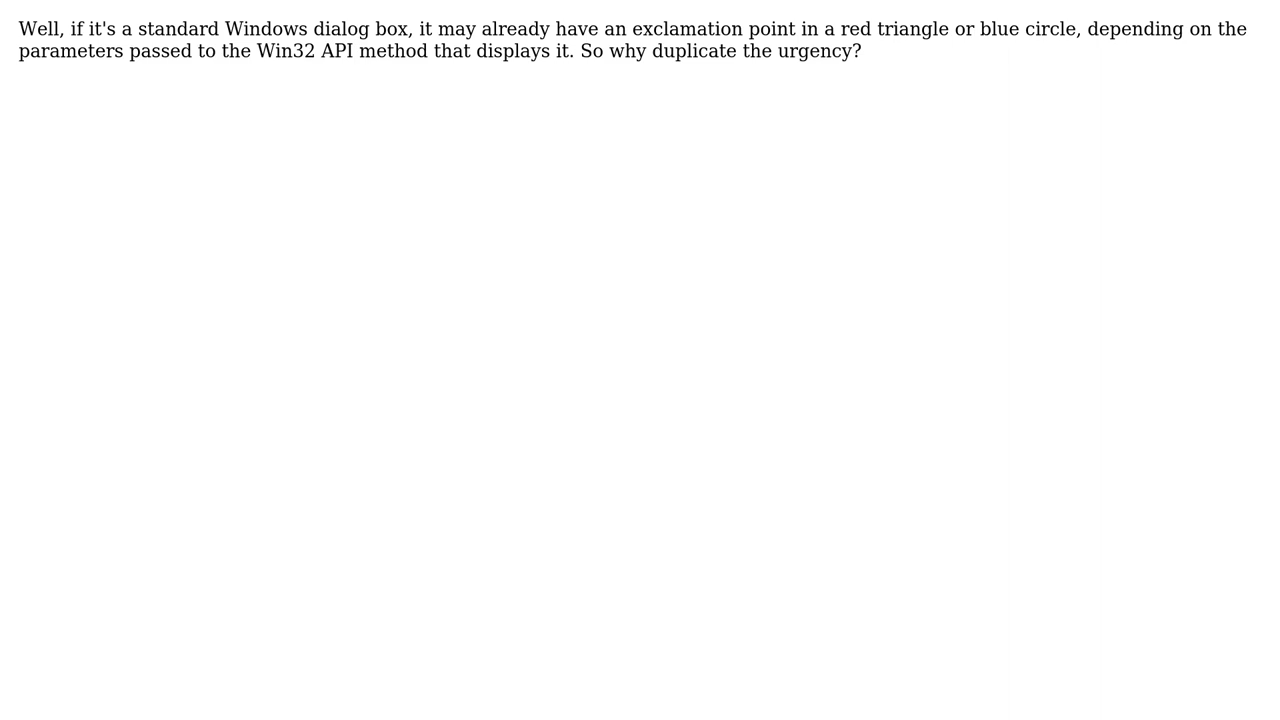 Well, if it's a standard Windows dialog box, it may already have an exclamation point in a red triangle or blue circle, depending on the
parameters passed to the Win32 API method that displays it. So why duplicate the urgency?